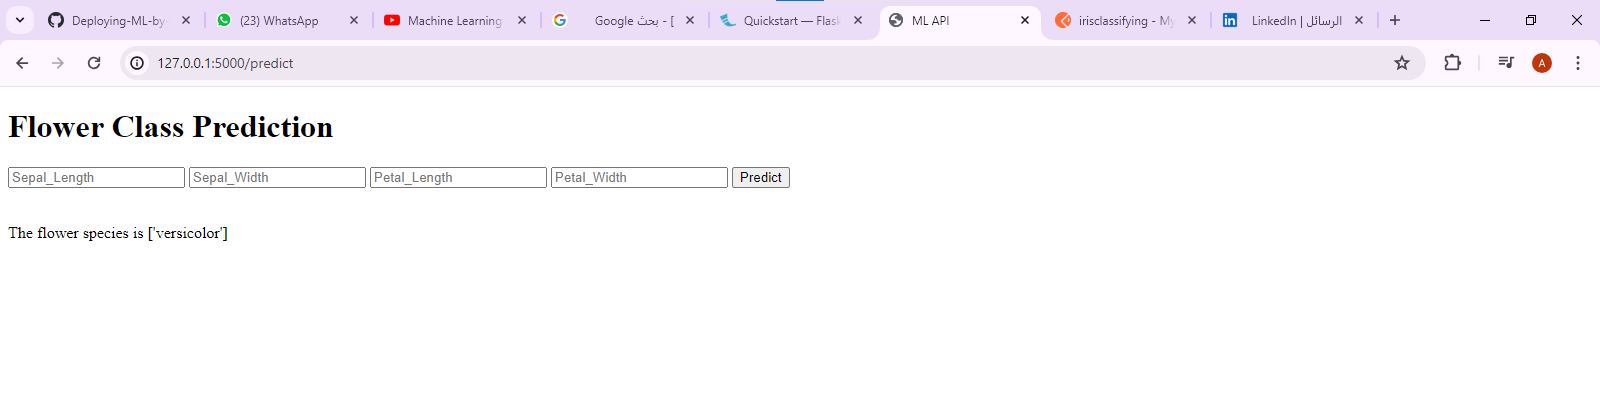 Deploying-ML-by
(23) WhatsApp
Machine Learning
Google بحث - [
Quickstart — Flask
ML API
irisclassifying - My
الرسائل | LinkedIn
127.0.0.1:5000/predict
A
Flower Class Prediction
Sepal_Length Sepal_Width Petal_Length Petal_Width Predict
The flower species is ['versicolor']